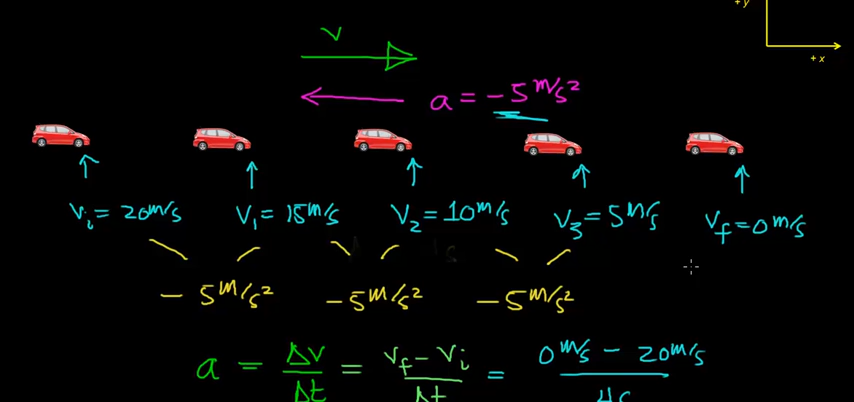 +y
V
+x
a = -5 m/s²
Vi = 20 m/s V1 = 15 m/s V2 = 10 m/s V3 = 5 m/s Vf = 0 m/s
- 5 m/s² - 5 m/s² - 5 m/s²
a = Δv/Δt = Vf - Vi/Δt = 0 m/s - 20 m/s/4s